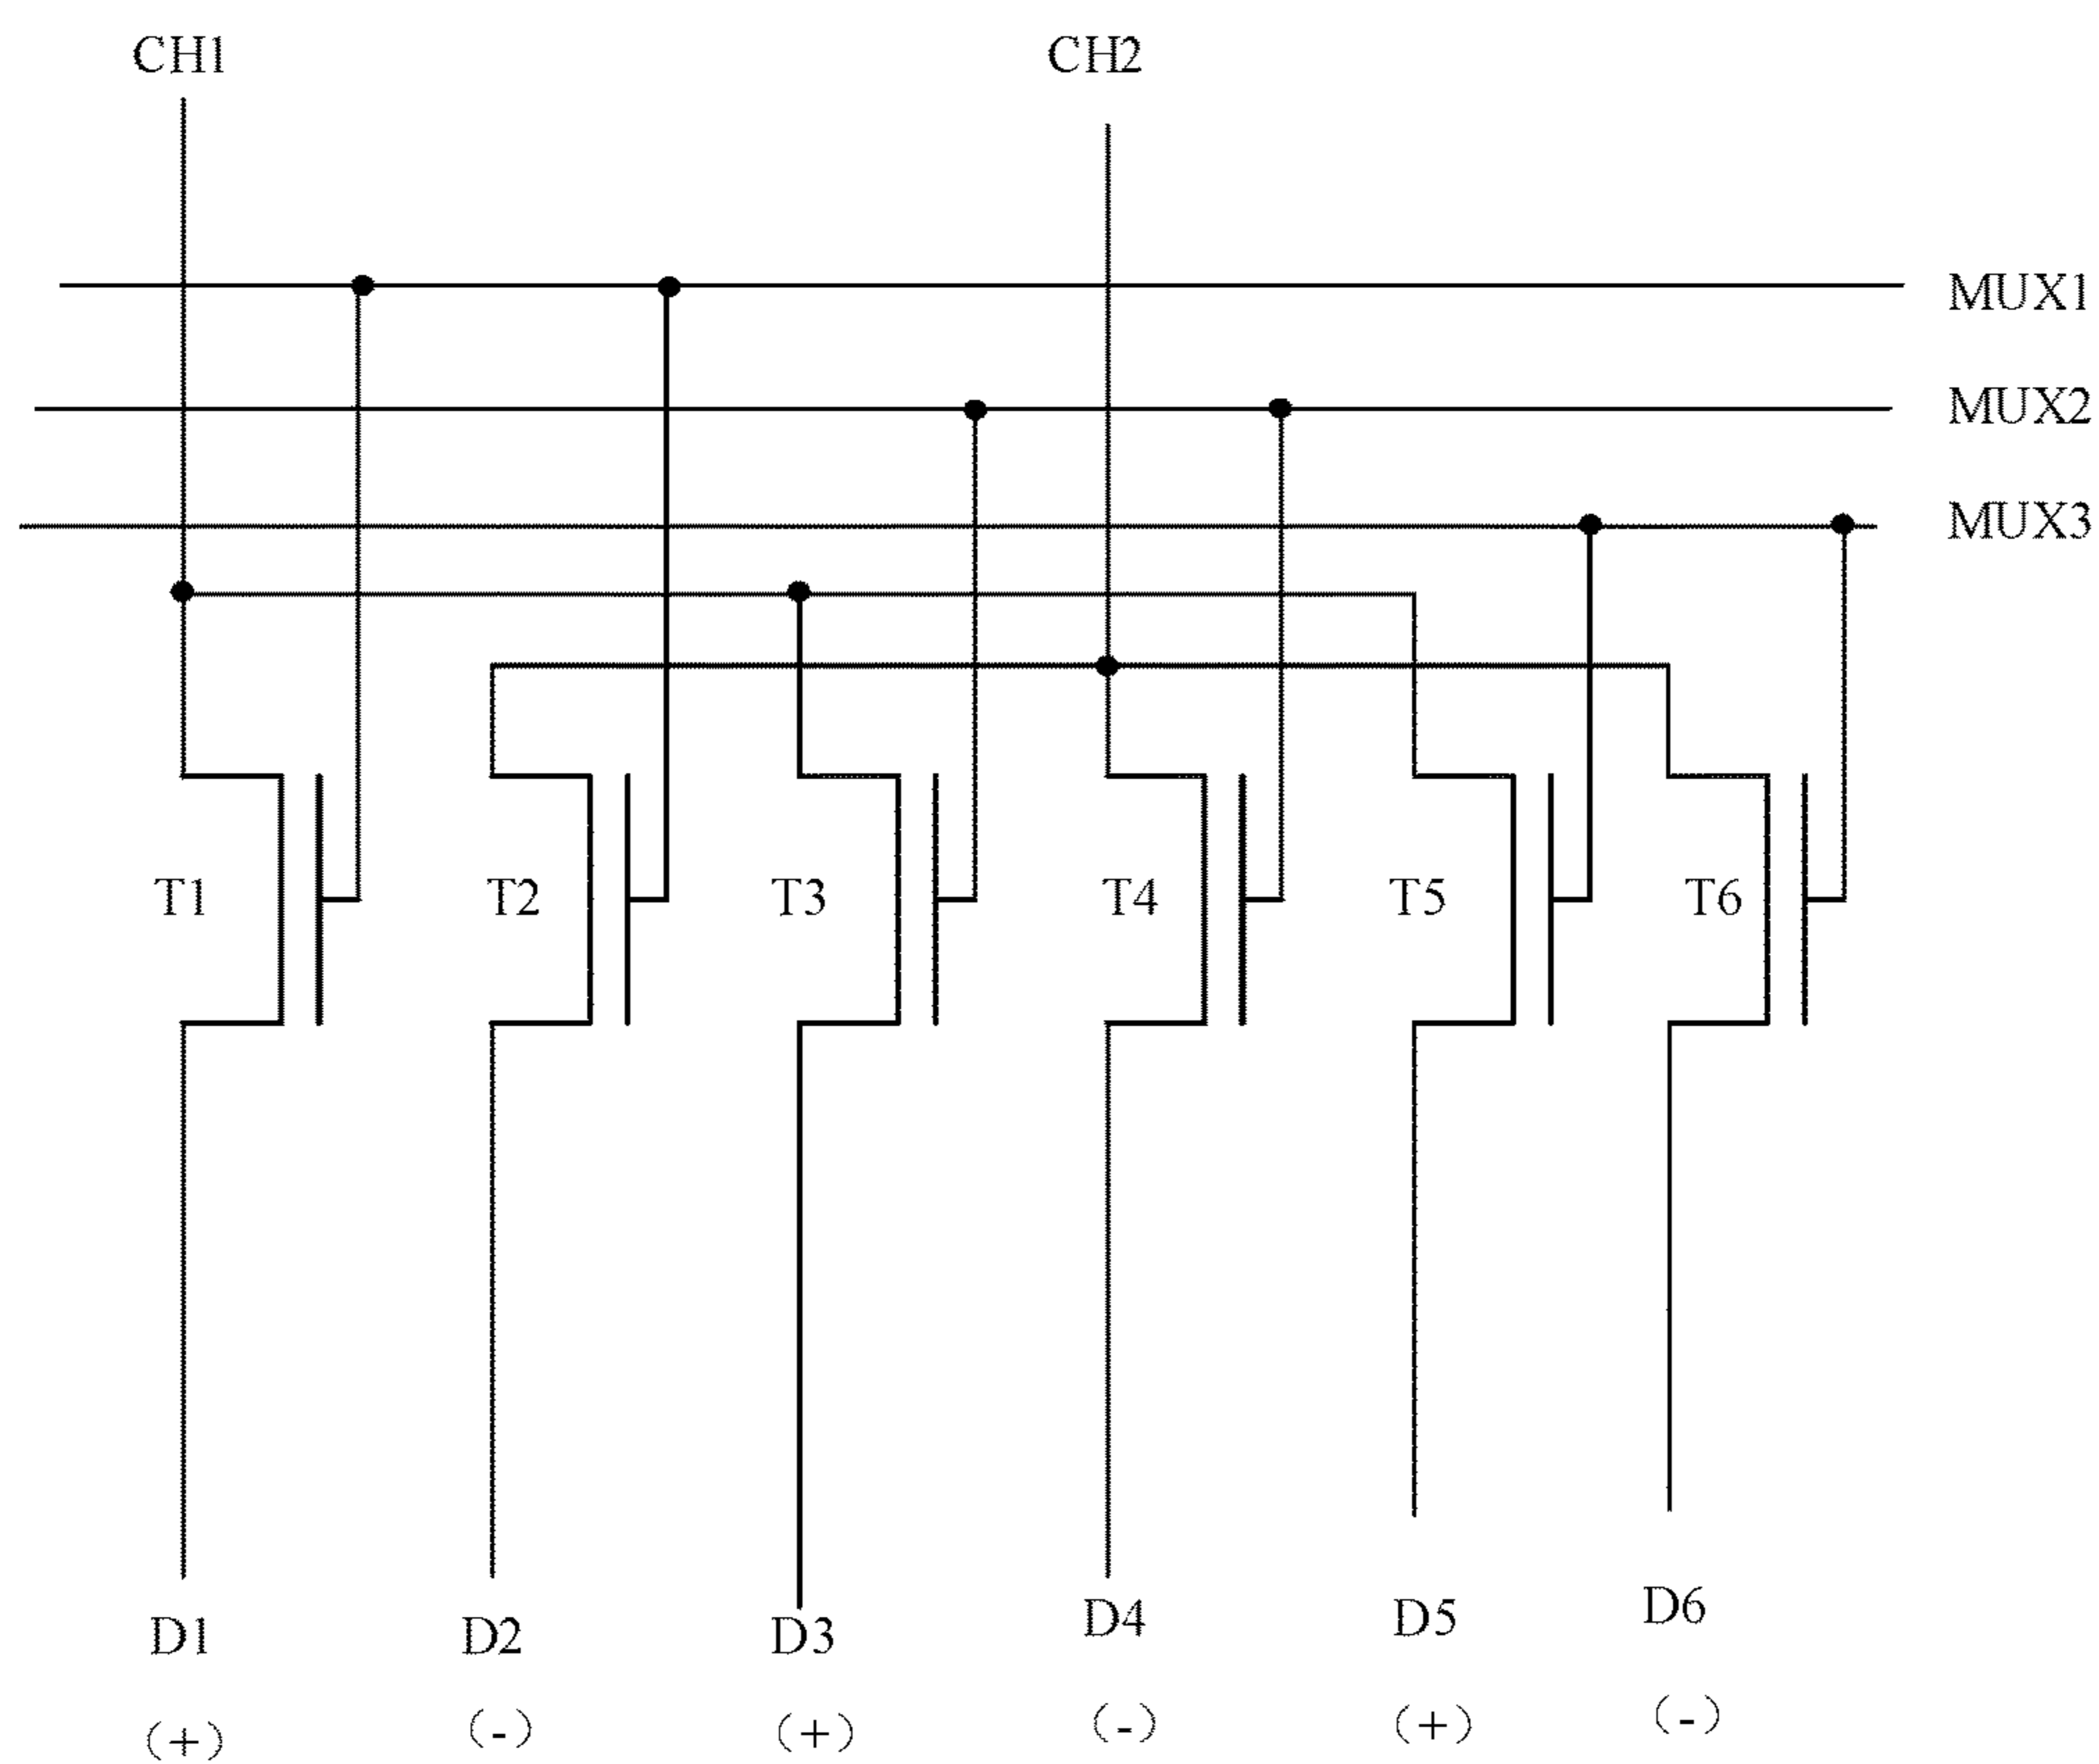 CH1 CH2
MUX1
MUX2
MUX3
T1 T2 T3 T4 T5 T6
D1 D2 D3 D4 D5 D6
(+) (-) (+) (-) (+) (-)